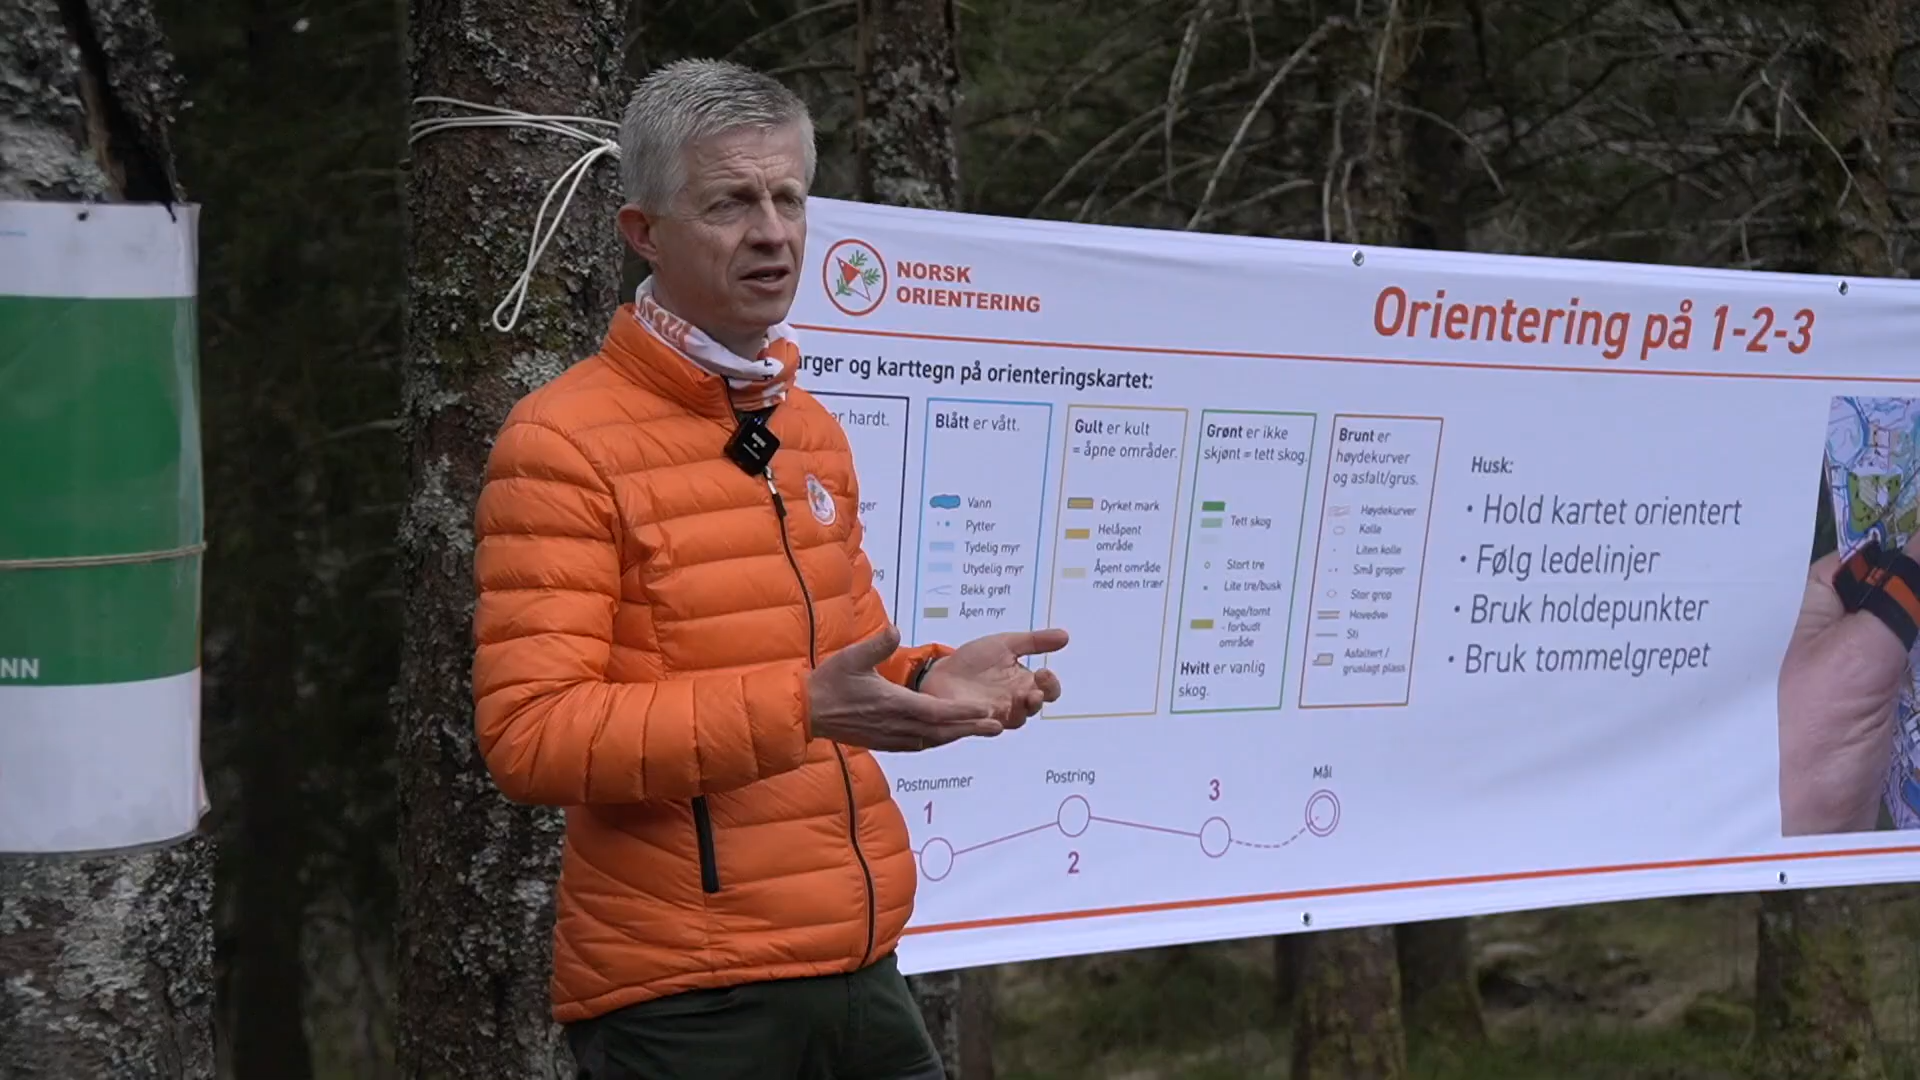 NORSK
ORIENTERING
Orientering på 1-2-3
arger og karttegn på orienteringskartet:
er hardt.
ger
ng
Blått er vått.
Vann
Pytter
Tydelig myr
Utydelig myr
Bekk grøft
Åpen myr
Gult er kult
= åpne områder.
Dyrket mark
Helåpent
område
Åpent område
med noen trær
Grønt er ikke
skjønt = tett skog.
Tett skog
Stort tre
Lite tre/busk
Hage/tomt
- forbudt
område
Hvitt er vanlig
skog.
Brunt er
høydekurver
og asfalt/grus.
Høydekurver
Kolle
Liten kolle
Små groper
Stor grop
Hovedvei
Sti
Asfaltert /
gruslagt plass
Husk:
• Hold kartet orientert
• Følg ledelinjer
• Bruk holdepunkter
• Bruk tommelgrepet
Postnummer
1
Postring
2
3
Mål
NN